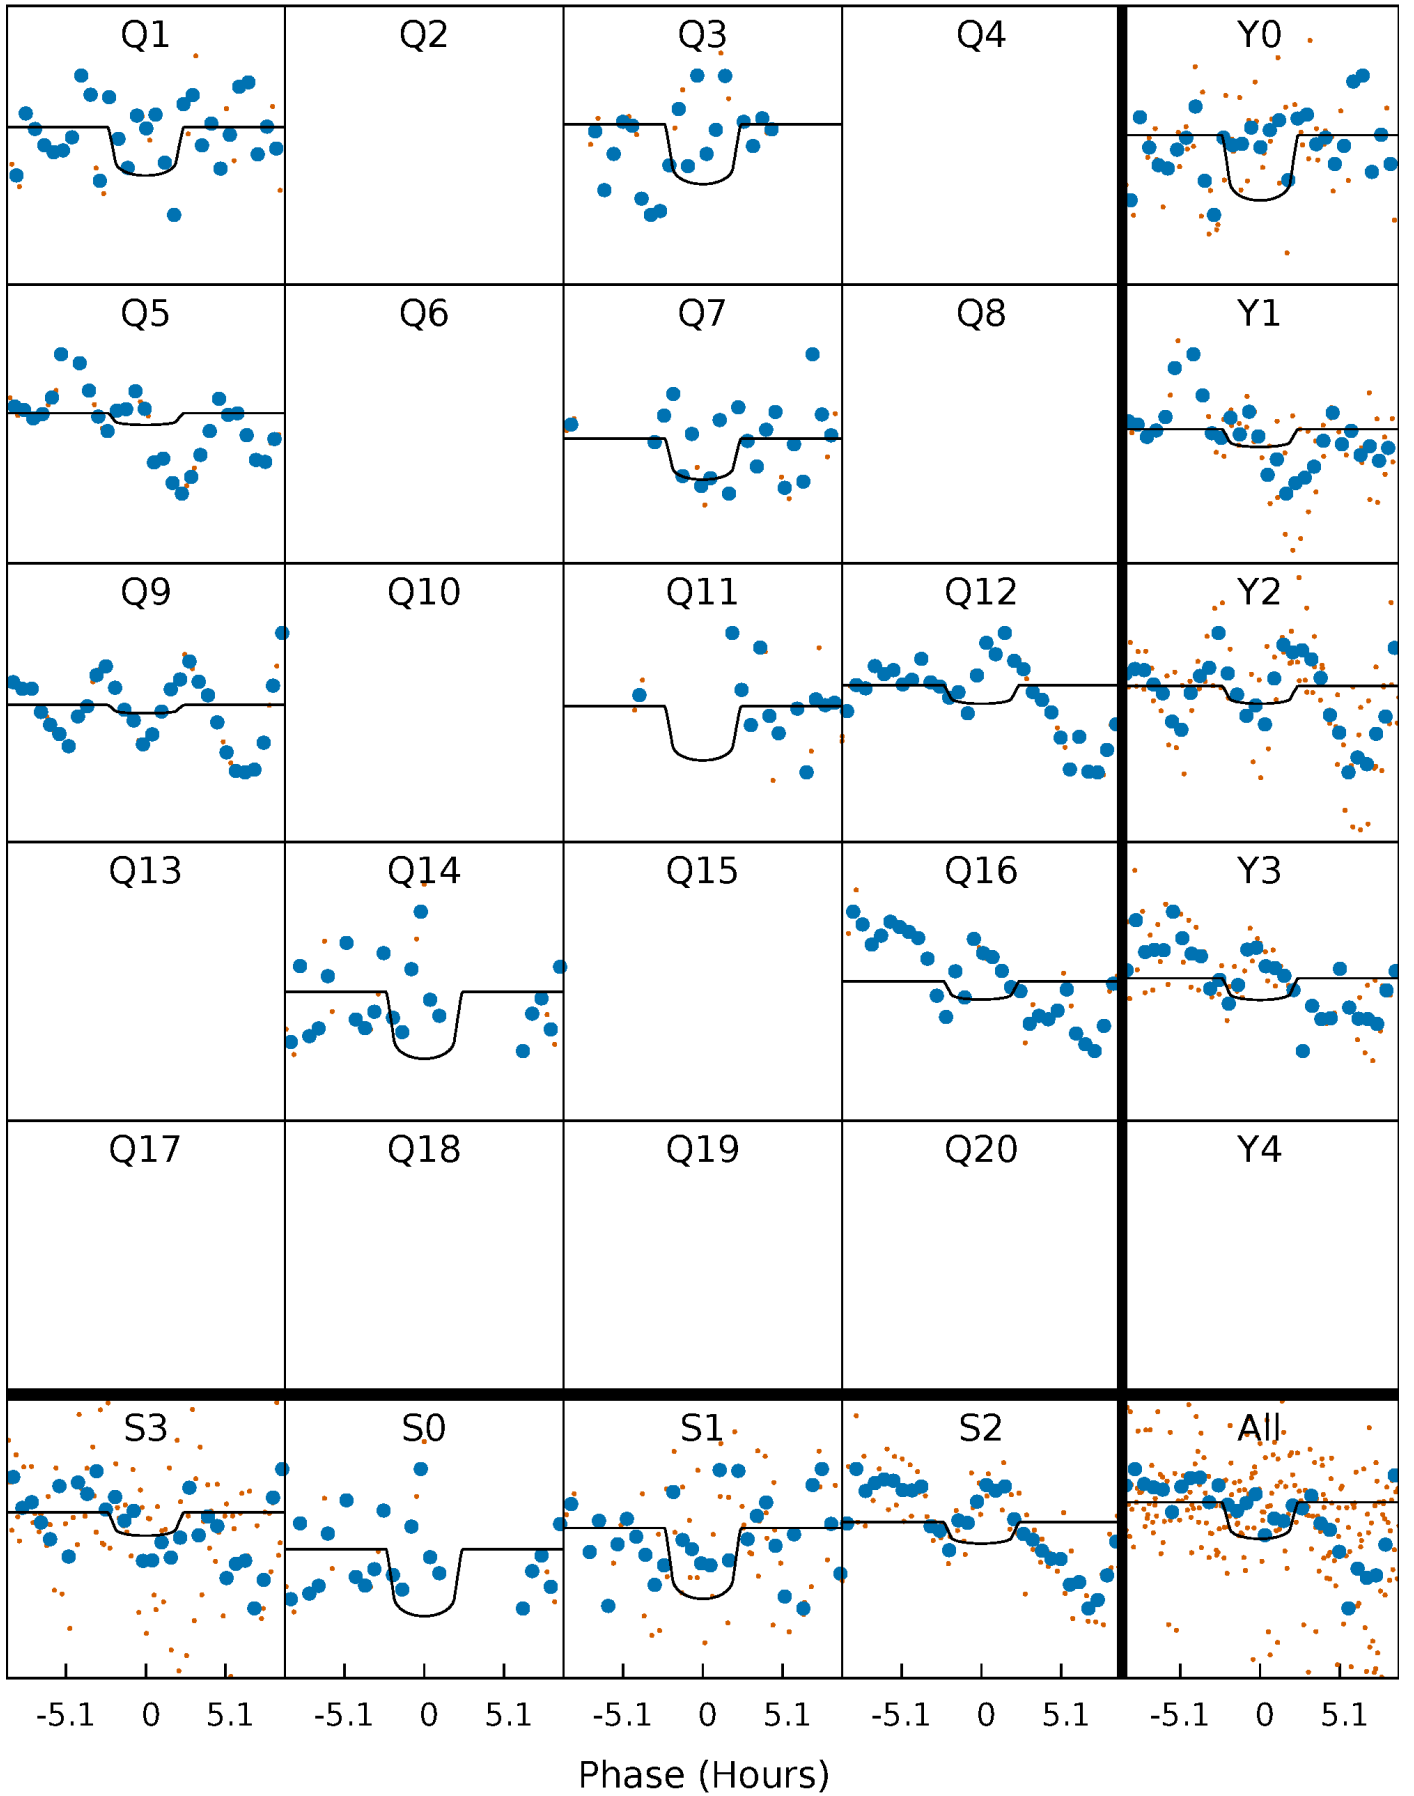 Q1 Q2 Q3 Q4 Y0
Q5 Q6 Q7 Q8 Y1
Q9 Q10 Q11 Q12 Y2
Q13 Q14 Q15 Q16 Y3
Q17 Q18 Q19 Q20 Y4
S3 S0 S1 S2 All
-5.1 0 5.1 -5.1 0 5.1 -5.1 0 5.1 -5.1 0 5.1 -5.1 0 5.1
Phase (Hours)